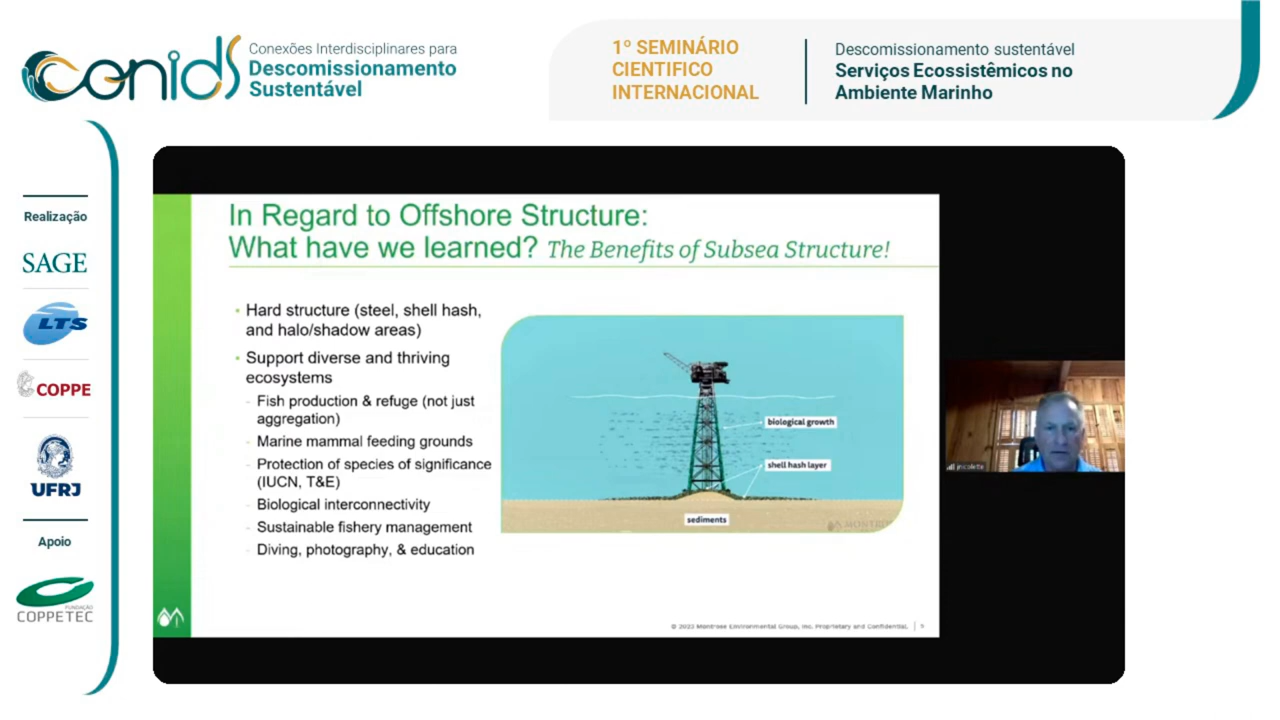 conids
Conexões Interdisciplinares para
Descomissionamento
Sustentável
1º SEMINÁRIO
CIENTIFICO
INTERNACIONAL
Descomissionamento sustentável
Serviços Ecossistêmicos no
Ambiente Marinho
Realização
SAGE
LTS
COPPE
UFRJ
Apoio
FUNDAÇÃO
COPPETEC
In Regard to Offshore Structure:
What have we learned? The Benefits of Subsea Structure!
• Hard structure (steel, shell hash,
and halo/shadow areas)
• Support diverse and thriving
ecosystems
- Fish production & refuge (not just
aggregation)
- Marine mammal feeding grounds
- Protection of species of significance
(IUCN, T&E)
- Biological interconnectivity
- Sustainable fishery management
- Diving, photography, & education
biological growth
shell hash layer
sediments
© 2023 Montrose Environmental Group, Inc. Proprietary and Confidential. | 9